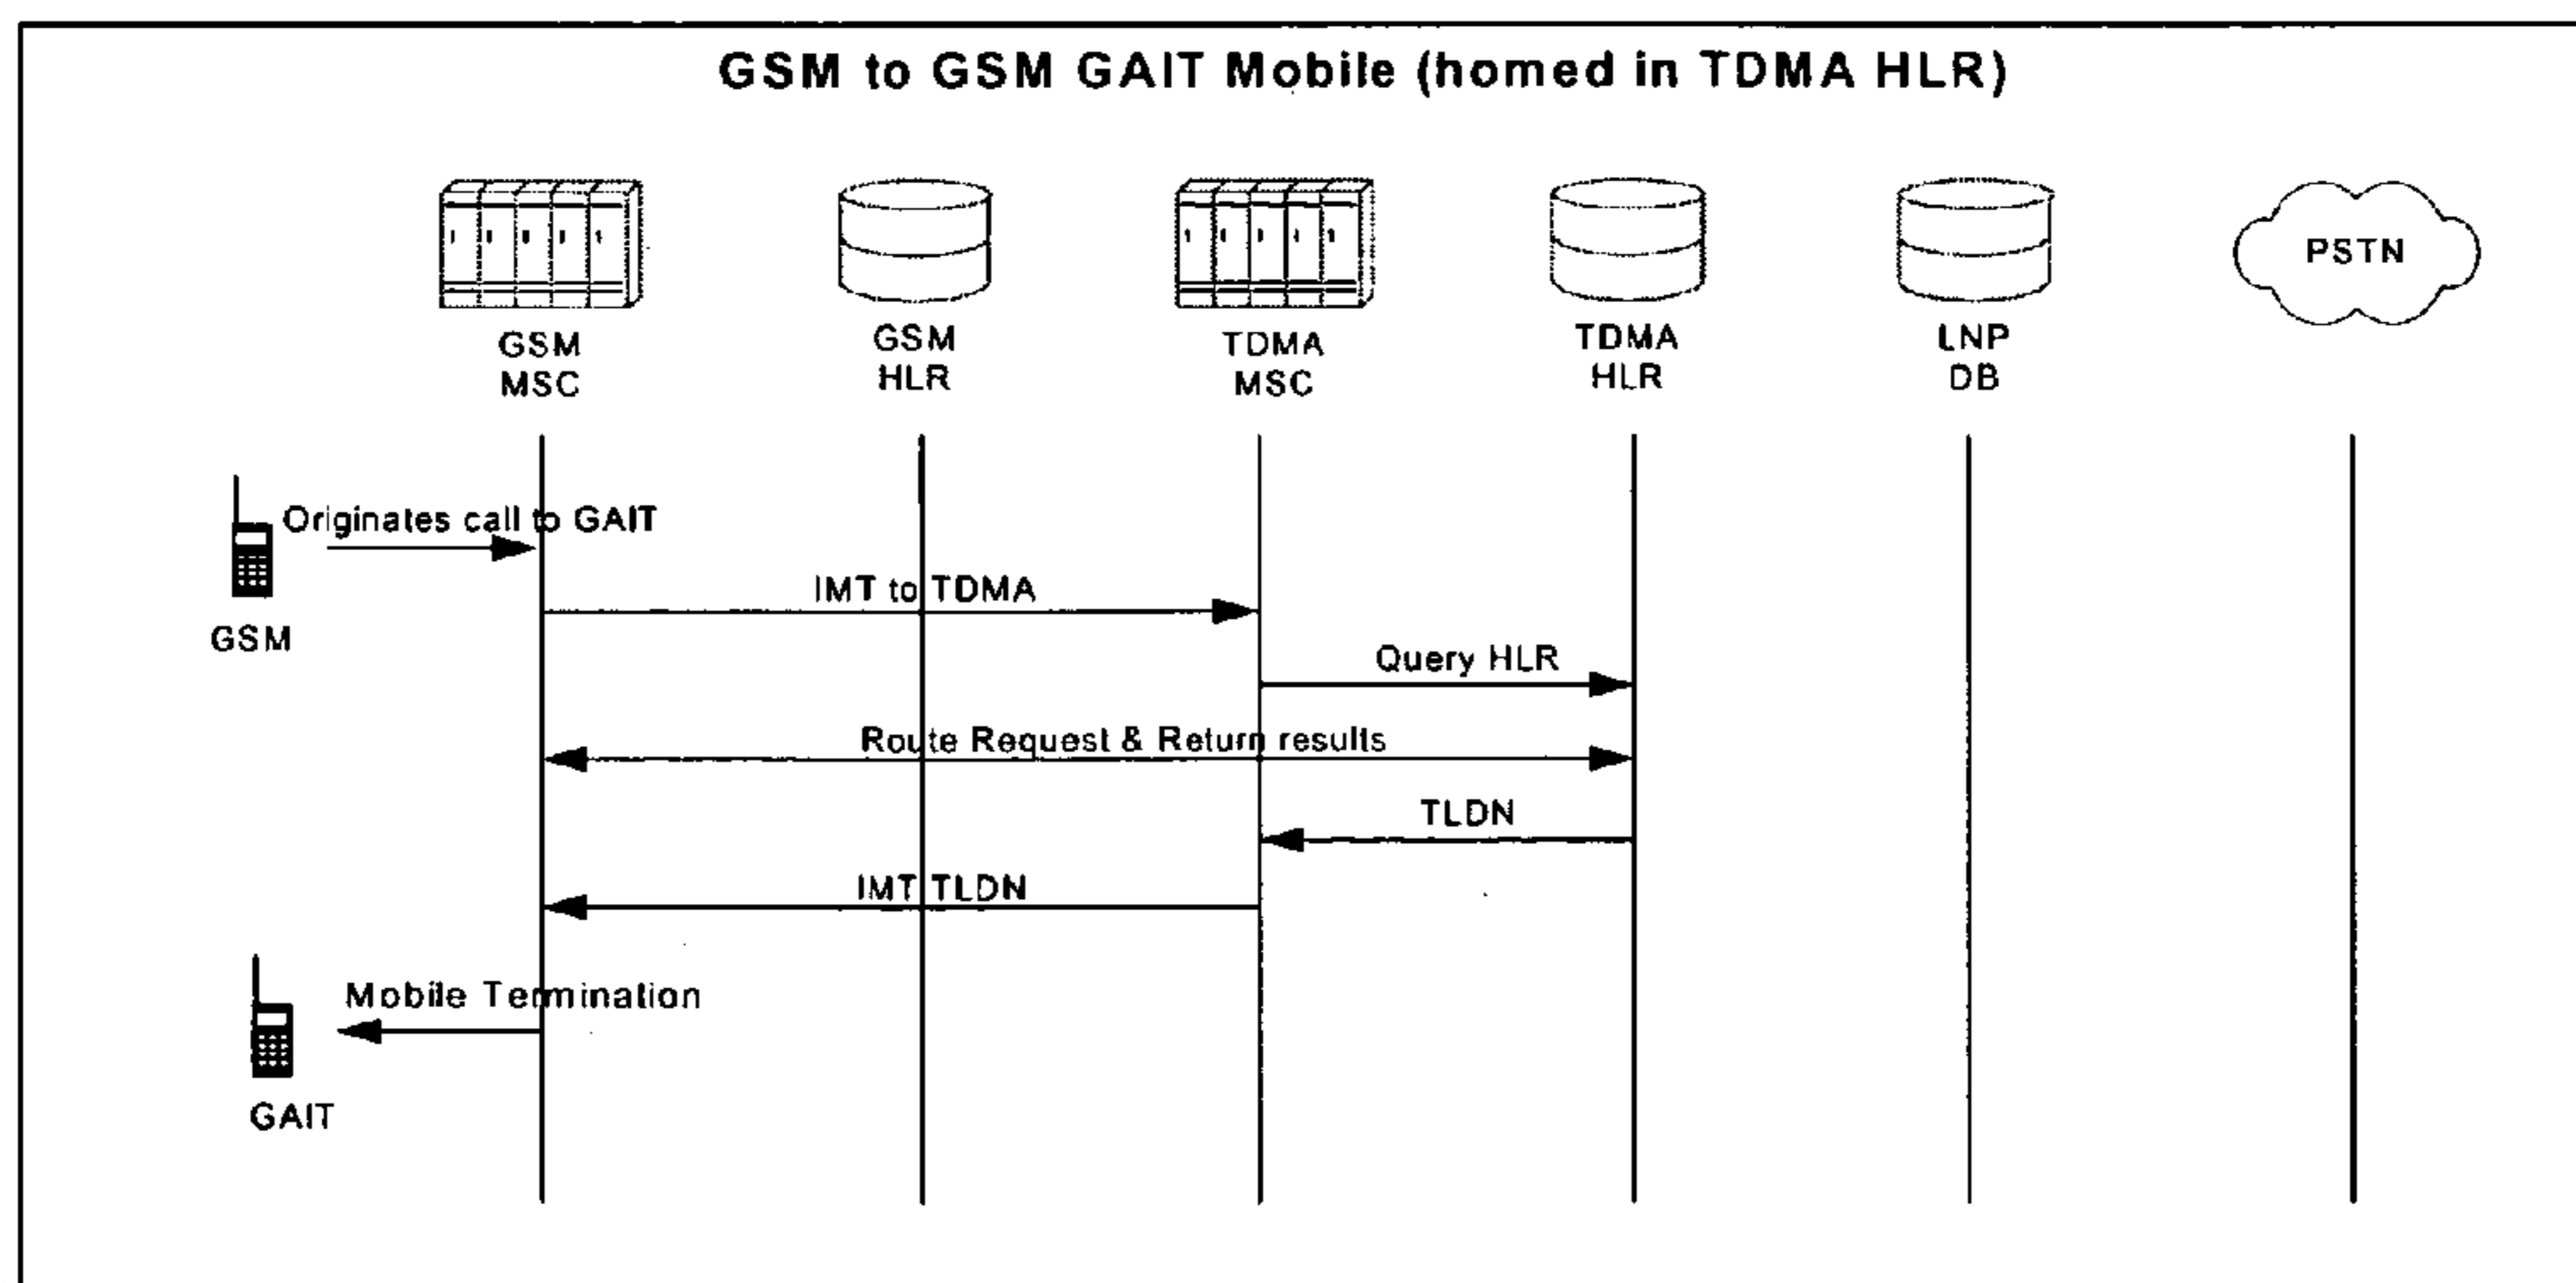 GSM to GSM GAIT Mobile (homed in TDMA HLR)
GSM
MSC
GSM
HLR
TDMA
MSC
TDMA
HLR
LNP
DB
PSTN
Originates call to GAIT
GSM
IMT to TDMA
Query HLR
Route Request & Return results
TLDN
IMT TLDN
Mobile Termination
GAIT